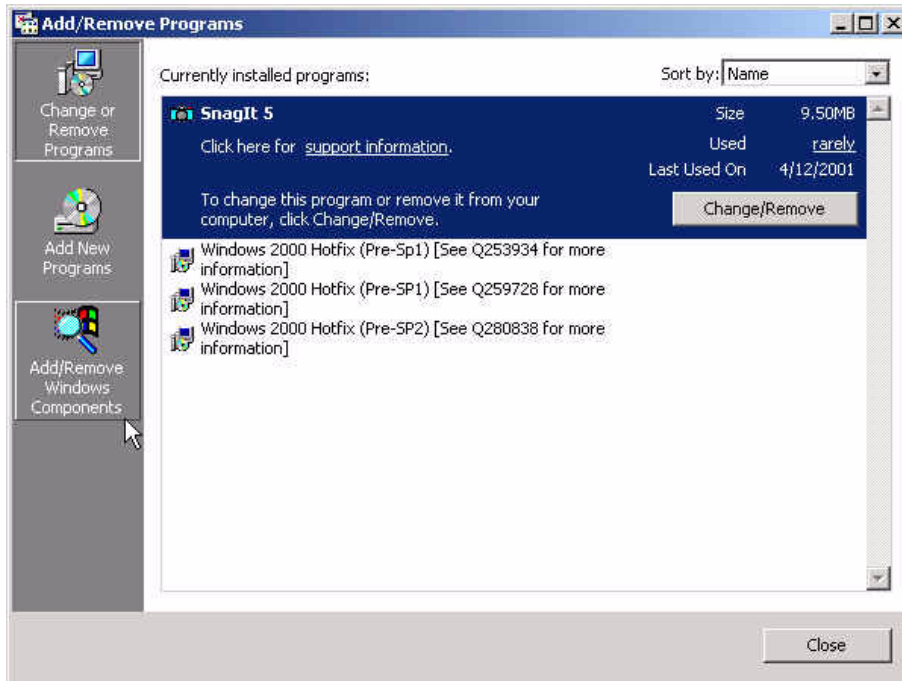 Add/Remove Programs
Change or
Remove
Programs
Add New
Programs
Add/Remove
Windows
Components
Currently installed programs:
Sort by: Name
SnagIt 5
Size 9.50MB
Click here for support information.
Used rarely
Last Used On 4/12/2001
To change this program or remove it from your
computer, click Change/Remove.
Change/Remove
Windows 2000 Hotfix (Pre-Sp1) [See Q253934 for more
information]
Windows 2000 Hotfix (Pre-SP1) [See Q259728 for more
information]
Windows 2000 Hotfix (Pre-SP2) [See Q280838 for more
information]
Close